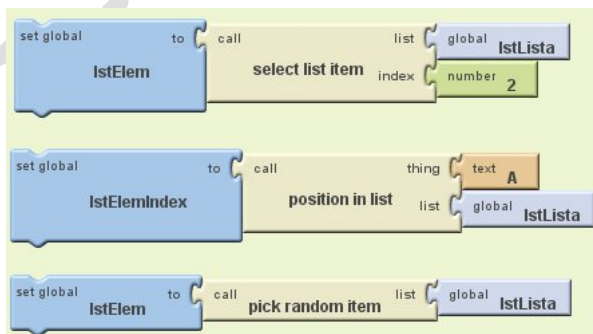 set global to call list global lstLista
lstElem select list item index number 2
set global to call thing text A
lstElemIndex position in list list global lstLista
set global to call list global lstLista
lstElem pick random item